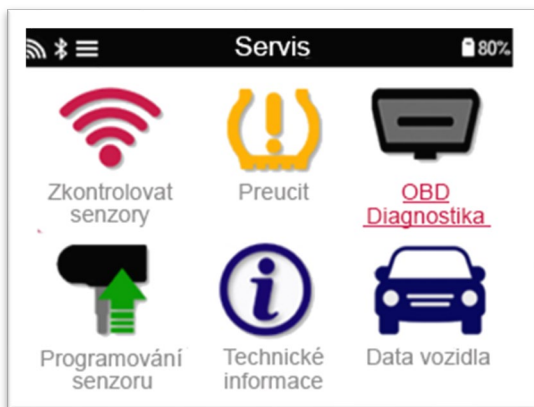 Servis
80%
Zkontrolovat
senzory
Preucit
OBD
Diagnostika
Programování
senzoru
Technické
informace
Data vozidla